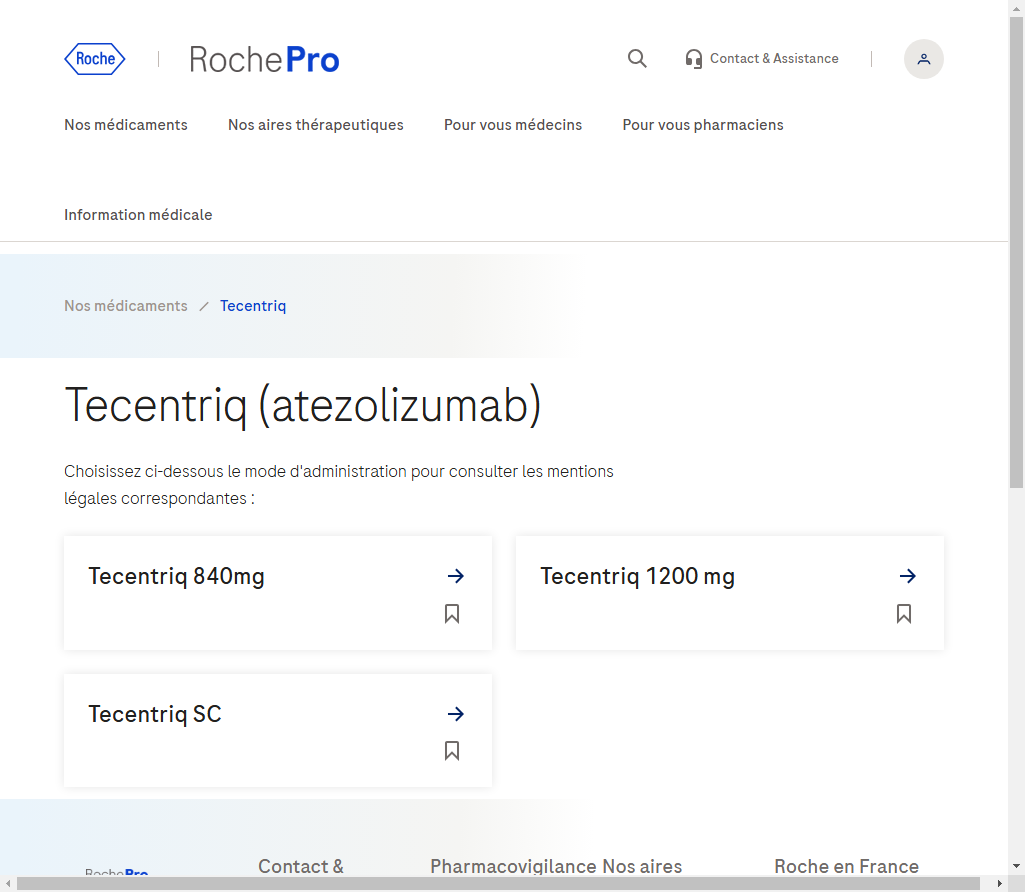 Roche
RochePro
Contact & Assistance
Nos médicaments
Nos aires thérapeutiques
Pour vous médecins
Pour vous pharmaciens
Information médicale
Nos médicaments / Tecentriq
Tecentriq (atezolizumab)
Choisissez ci-dessous le mode d'administration pour consulter les mentions
légales correspondantes :
Tecentriq 840mg
Tecentriq 1200 mg
Tecentriq SC
RochePro
Contact &
Pharmacovigilance
Nos aires
Roche en France